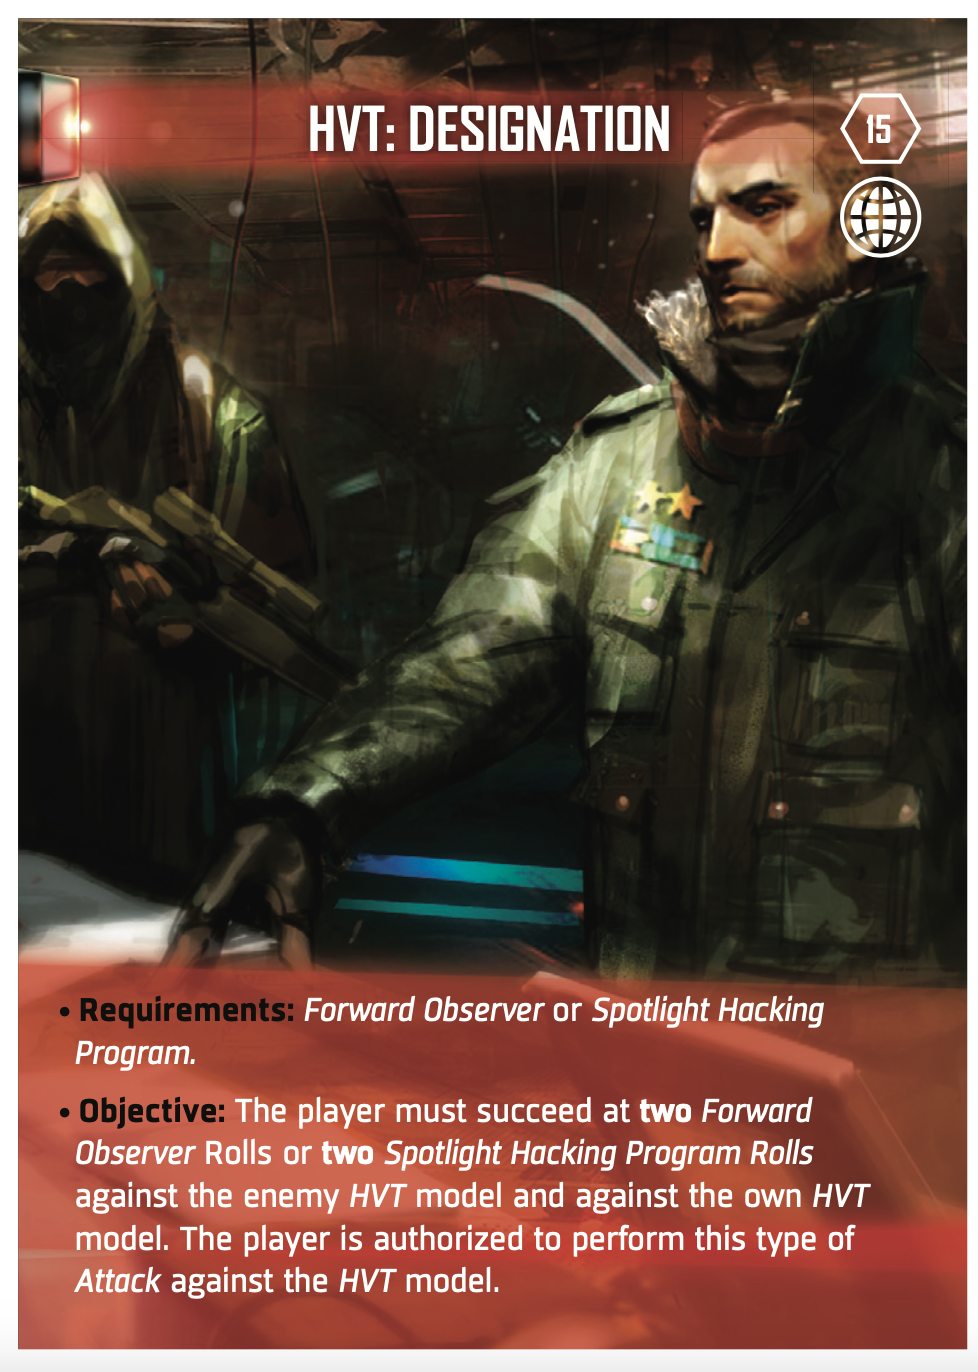 HVT: DESIGNATION
15
• Requirements: Forward Observer or Spotlight Hacking
Program.
• Objective: The player must succeed at two Forward
Observer Rolls or two Spotlight Hacking Program Rolls
against the enemy HVT model and against the own HVT
model. The player is authorized to perform this type of
Attack against the HVT model.